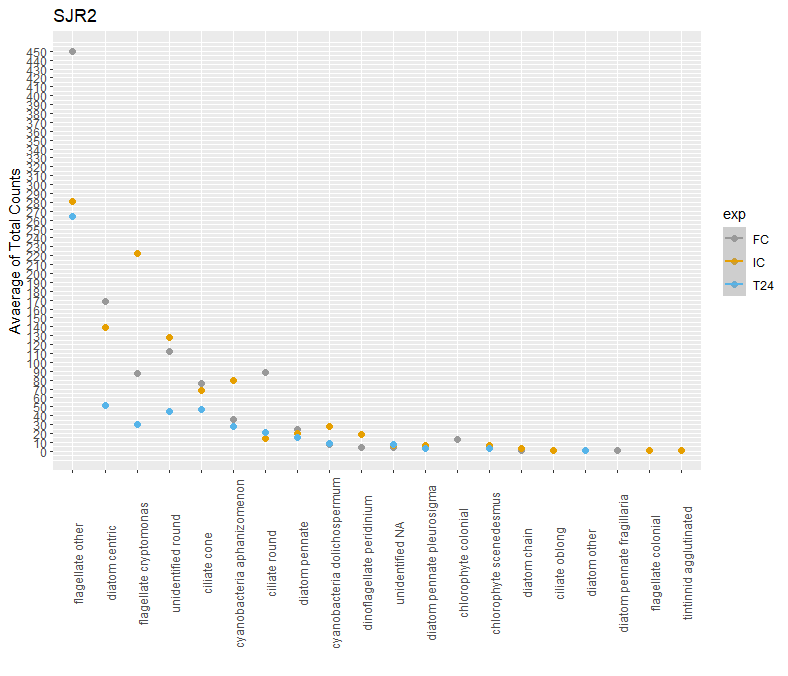 SJR2
Avaerage of Total Counts
450
440
430
420
410
400
390
380
370
360
350
340
330
320
310
300
290
280
270
260
250
240
230
220
210
200
190
180
170
160
150
140
130
120
110
100
90
80
70
60
50
40
30
20
10
0
flagellate other
diatom centric
flagellate cryptomonas
unidentified round
ciliate cone
cyanobacteria aphanizomenon
ciliate round
diatom pennate
cyanobacteria dolichospermum
dinoflagellate peridinium
unidentified NA
diatom pennate pleurosigma
chlorophyte colonial
chlorophyte scenedesmus
diatom chain
ciliate oblong
diatom other
diatom pennate fragillaria
flagellate colonial
tintinnid agglutinated
exp
FC
IC
T24